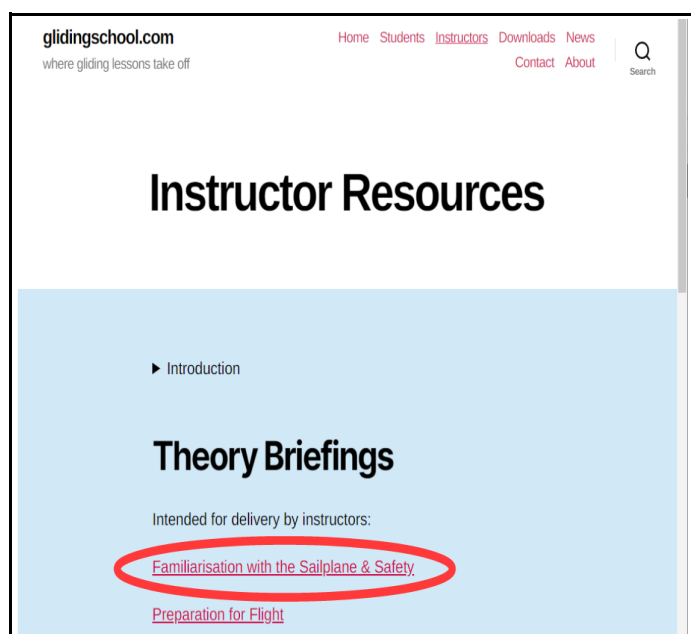 glidingschool.com
where gliding lessons take off
Home Students Instructors Downloads News
Contact About
Search
Instructor Resources
Introduction
Theory Briefings
Intended for delivery by instructors:
Familiarisation with the Sailplane & Safety
Preparation for Flight